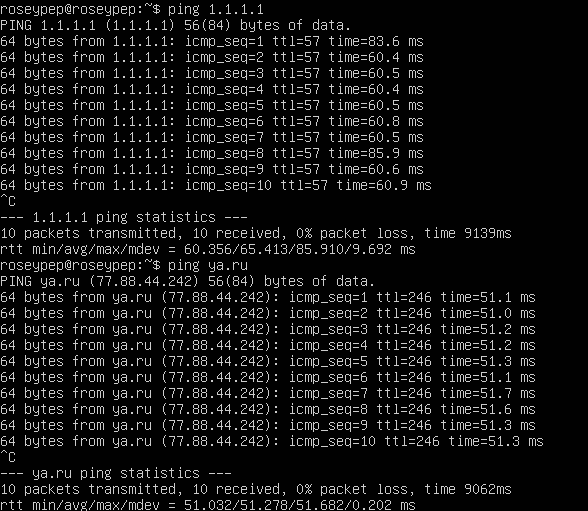 roseypep@roseypep:~$ ping 1.1.1.1
PING 1.1.1.1 (1.1.1.1) 56(84) bytes of data.
64 bytes from 1.1.1.1: icmp_seq=1 ttl=57 time=83.6 ms
64 bytes from 1.1.1.1: icmp_seq=2 ttl=57 time=60.4 ms
64 bytes from 1.1.1.1: icmp_seq=3 ttl=57 time=60.5 ms
64 bytes from 1.1.1.1: icmp_seq=4 ttl=57 time=60.4 ms
64 bytes from 1.1.1.1: icmp_seq=5 ttl=57 time=60.5 ms
64 bytes from 1.1.1.1: icmp_seq=6 ttl=57 time=60.8 ms
64 bytes from 1.1.1.1: icmp_seq=7 ttl=57 time=60.5 ms
64 bytes from 1.1.1.1: icmp_seq=8 ttl=57 time=85.9 ms
64 bytes from 1.1.1.1: icmp_seq=9 ttl=57 time=60.6 ms
64 bytes from 1.1.1.1: icmp_seq=10 ttl=57 time=60.9 ms
^C
--- 1.1.1.1 ping statistics ---
10 packets transmitted, 10 received, 0% packet loss, time 9139ms
rtt min/avg/max/mdev = 60.356/65.413/85.910/9.692 ms
roseypep@roseypep:~$ ping ya.ru
PING ya.ru (77.88.44.242) 56(84) bytes of data.
64 bytes from ya.ru (77.88.44.242): icmp_seq=1 ttl=246 time=51.1 ms
64 bytes from ya.ru (77.88.44.242): icmp_seq=2 ttl=246 time=51.0 ms
64 bytes from ya.ru (77.88.44.242): icmp_seq=3 ttl=246 time=51.2 ms
64 bytes from ya.ru (77.88.44.242): icmp_seq=4 ttl=246 time=51.2 ms
64 bytes from ya.ru (77.88.44.242): icmp_seq=5 ttl=246 time=51.3 ms
64 bytes from ya.ru (77.88.44.242): icmp_seq=6 ttl=246 time=51.1 ms
64 bytes from ya.ru (77.88.44.242): icmp_seq=7 ttl=246 time=51.7 ms
64 bytes from ya.ru (77.88.44.242): icmp_seq=8 ttl=246 time=51.6 ms
64 bytes from ya.ru (77.88.44.242): icmp_seq=9 ttl=246 time=51.3 ms
64 bytes from ya.ru (77.88.44.242): icmp_seq=10 ttl=246 time=51.3 ms
^C
--- ya.ru ping statistics ---
10 packets transmitted, 10 received, 0% packet loss, time 9062ms
rtt min/avg/max/mdev = 51.032/51.278/51.682/0.202 ms